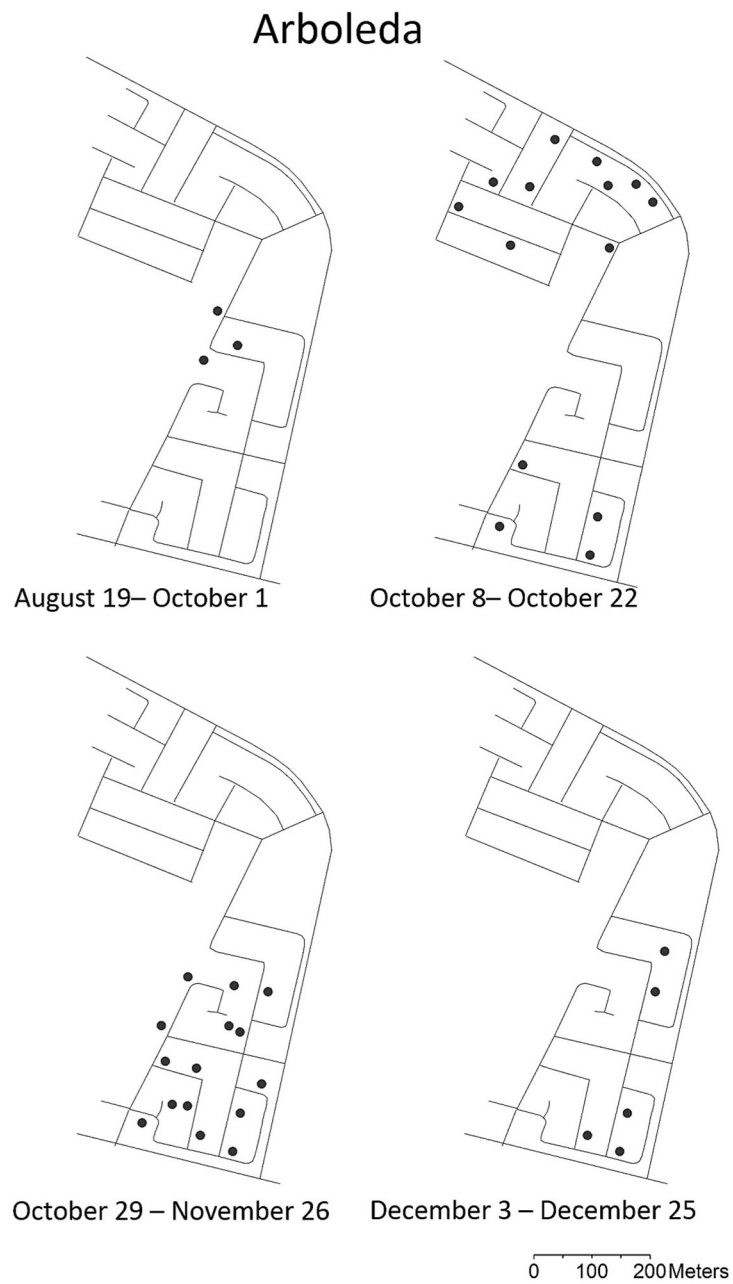 Arboleda
August 19– October 1
October 8– October 22
October 29 – November 26
December 3 – December 25
0 100 200 Meters